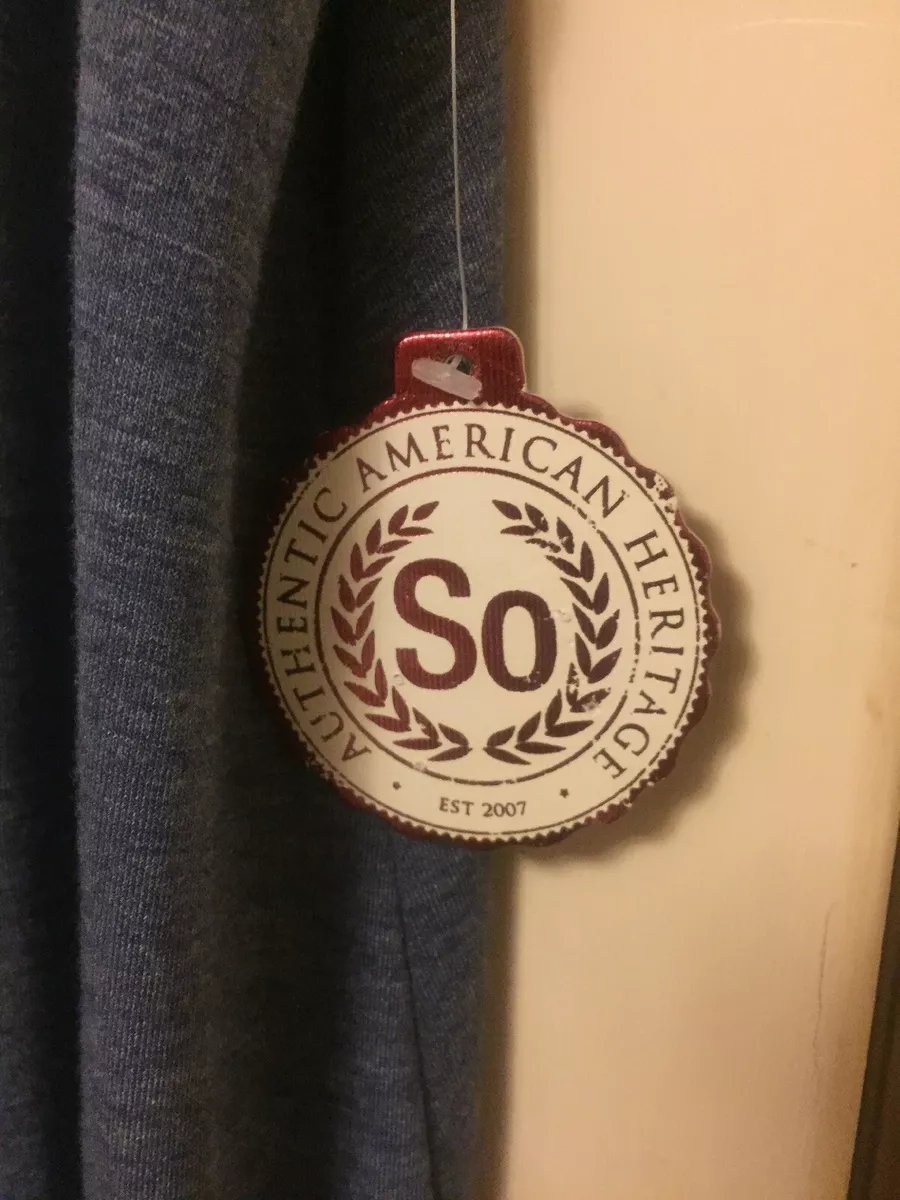 AUTHENTIC AMERICAN HERITAGE
So
EST 2007